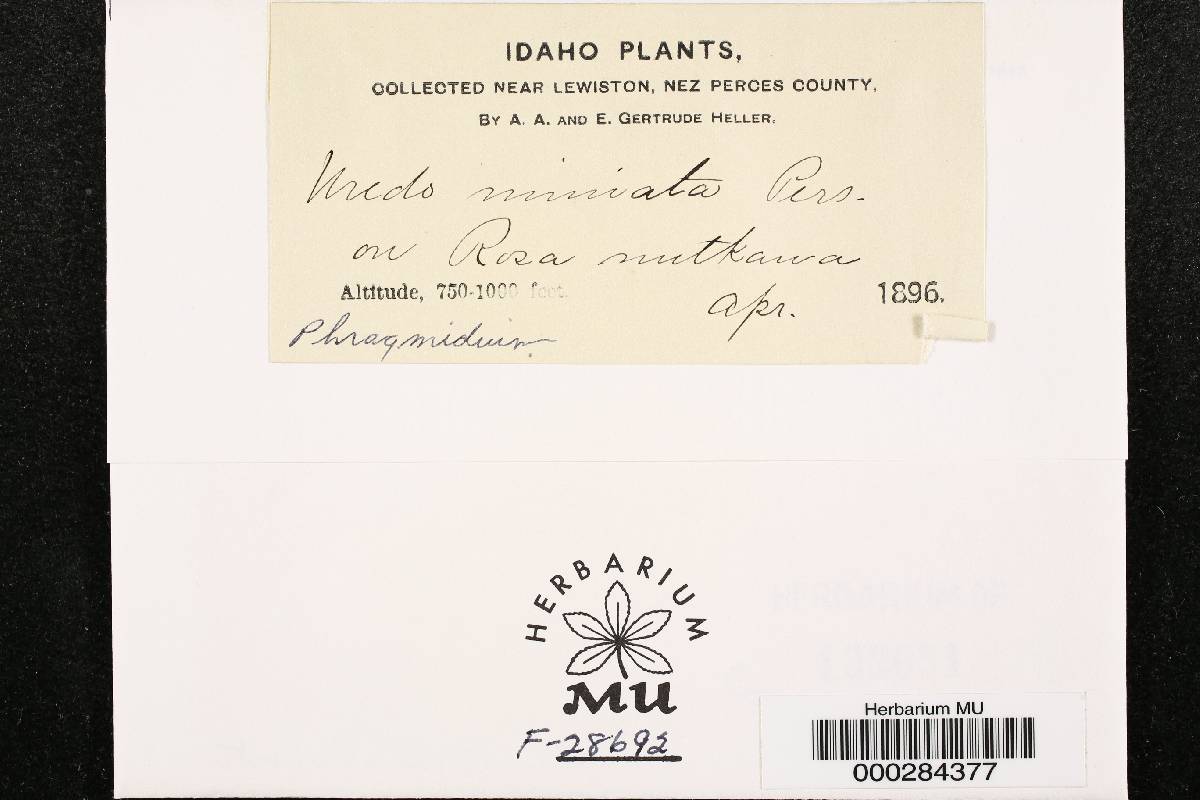 IDAHO PLANTS,
COLLECTED NEAR LEWISTON, NEZ PERCES COUNTY,
BY A. A. AND E. GERTRUDE HELLER.
Uredo miniata Pers.
on Rosa nutkana
Altitude, 750-1000 feet.
Apr. 1896.
Phragmidium
HERBARIUM
MU
F-28692
Herbarium MU
000284377